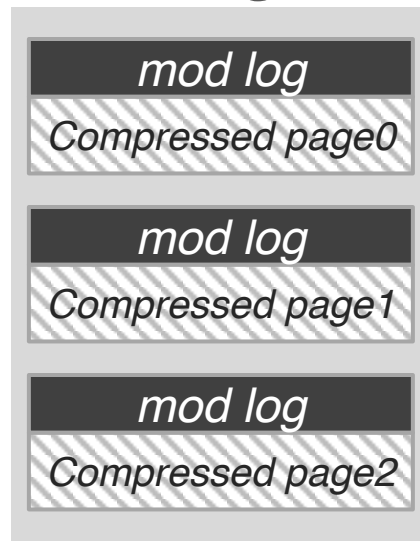 mod log
Compressed page0
mod log
Compressed page1
mod log
Compressed page2